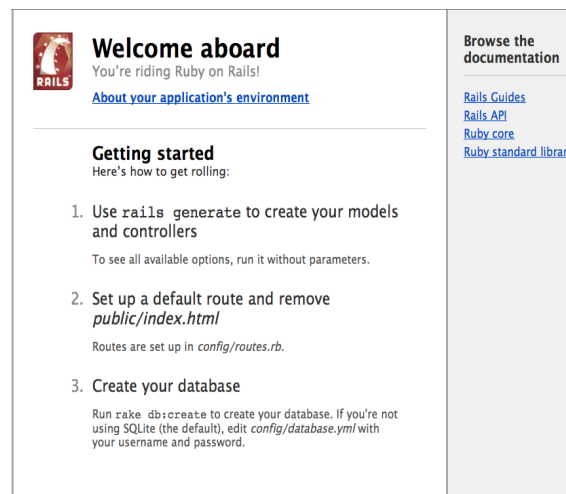 RAILS
Welcome aboard
You're riding Ruby on Rails!
About your application's environment
Getting started
Here's how to get rolling:
1. Use rails generate to create your models
and controllers
To see all available options, run it without parameters.
2. Set up a default route and remove
public/index.html
Routes are set up in config/routes.rb.
3. Create your database
Run rake db:create to create your database. If you're not
using SQLite (the default), edit config/database.yml with
your username and password.
Browse the
documentation
Rails Guides
Rails API
Ruby core
Ruby standard librar